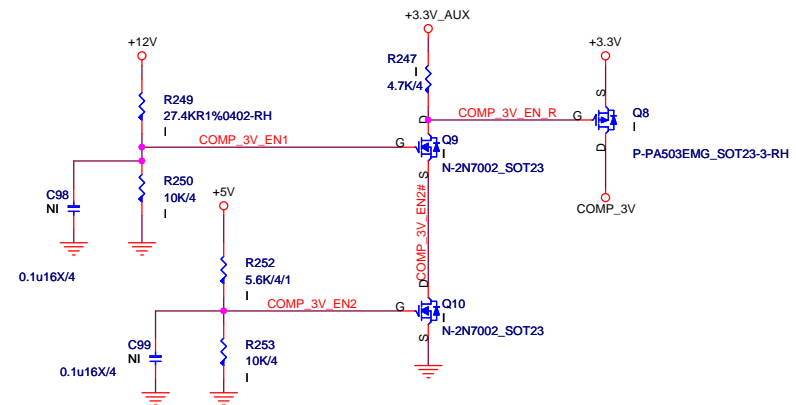 +3.3V_AUX
+12V
+3.3V
R247
I
4.7K/4
R249
27.4KR1%0402-RH
I
S
COMP_3V_EN_R
G
Q8
I
D
P-PA503EMG_SOT23-3-RH
COMP_3V
COMP_3V_EN1
D
G
Q9
I
N-2N7002_SOT23
S
R250
10K/4
I
C98
NI
0.1u16X/4
+5V
COMP_3V_EN2#
R252
5.6K/4/1
I
COMP_3V_EN2
D
G
Q10
I
N-2N7002_SOT23
S
C99
NI
0.1u16X/4
R253
10K/4
I